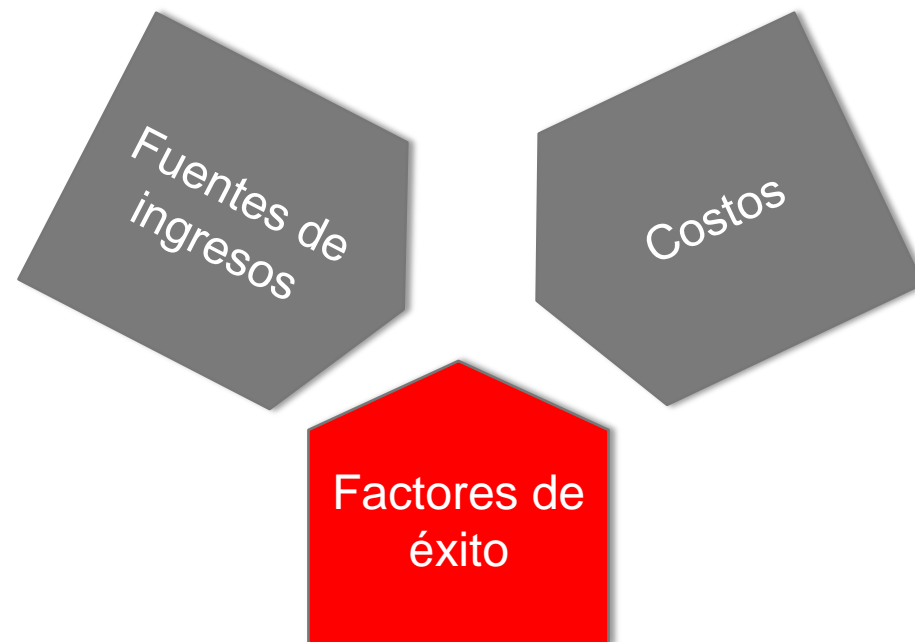 Fuentes de
ingresos
Costos
Factores de
éxito